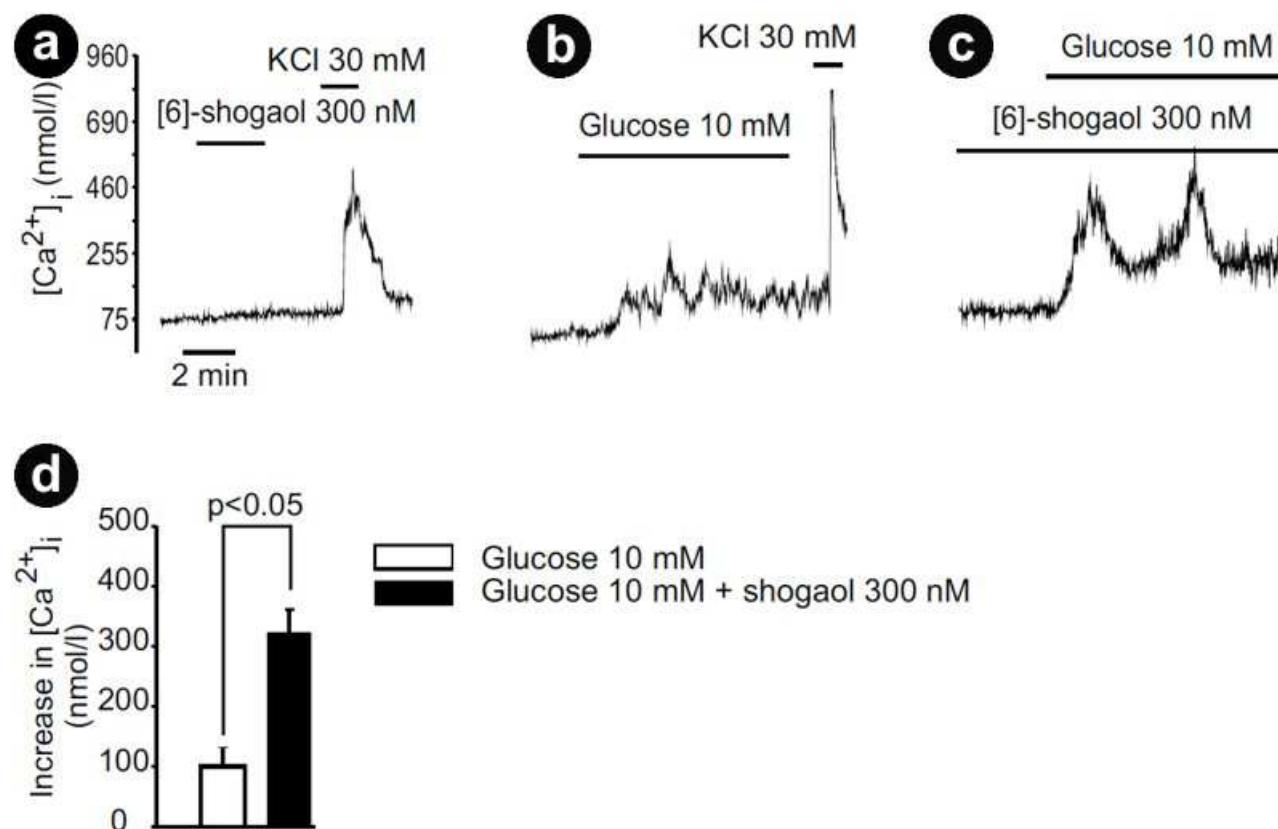 a
960
690
460
255
75
[Ca2+]i (nmol/l)
KCl 30 mM
[6]-shogaol 300 nM
2 min
b
KCl 30 mM
Glucose 10 mM
c
Glucose 10 mM
[6]-shogaol 300 nM
d
p<0.05
500
400
300
200
100
0
Increase in [Ca2+]i
(nmol/l)
Glucose 10 mM
Glucose 10 mM + shogaol 300 nM